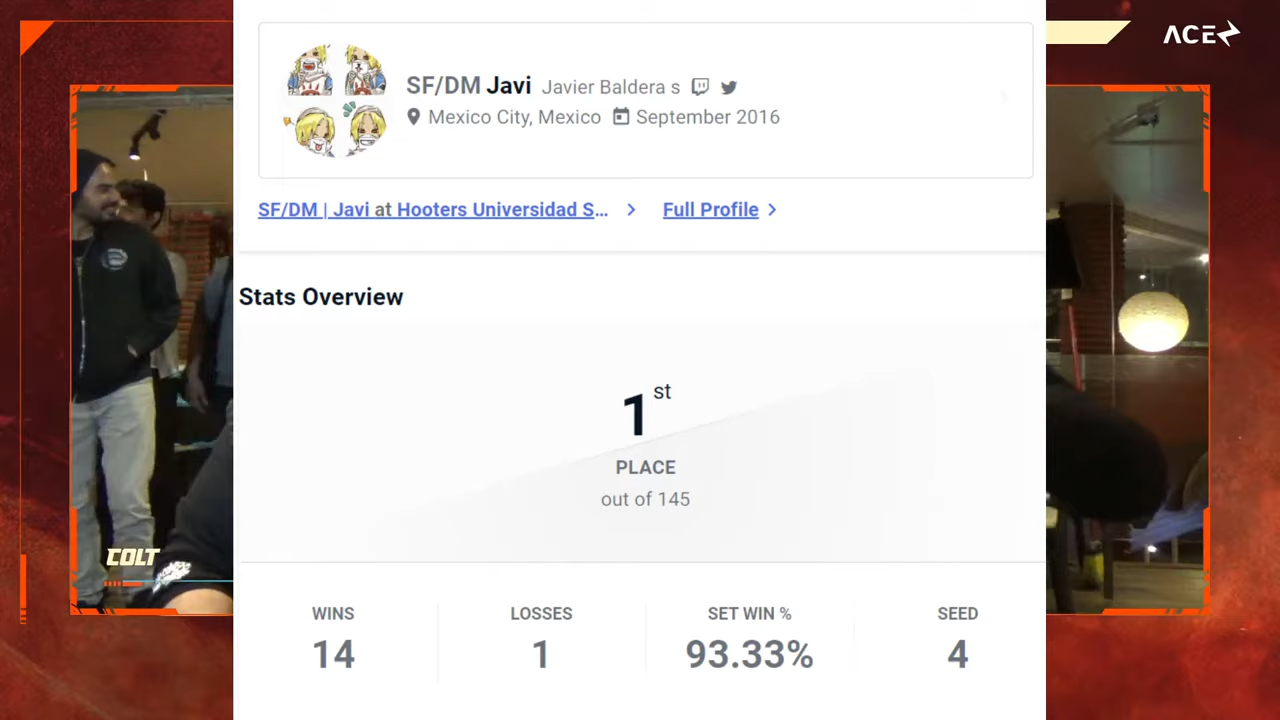 ACE
SF/DM Javi Javier Baldera s
Mexico City, Mexico September 2016
SF/DM | Javi at Hooters Universidad S... Full Profile
Stats Overview
1st
PLACE
out of 145
COLT
WINS LOSSES SET WIN % SEED
14 1 93.33% 4